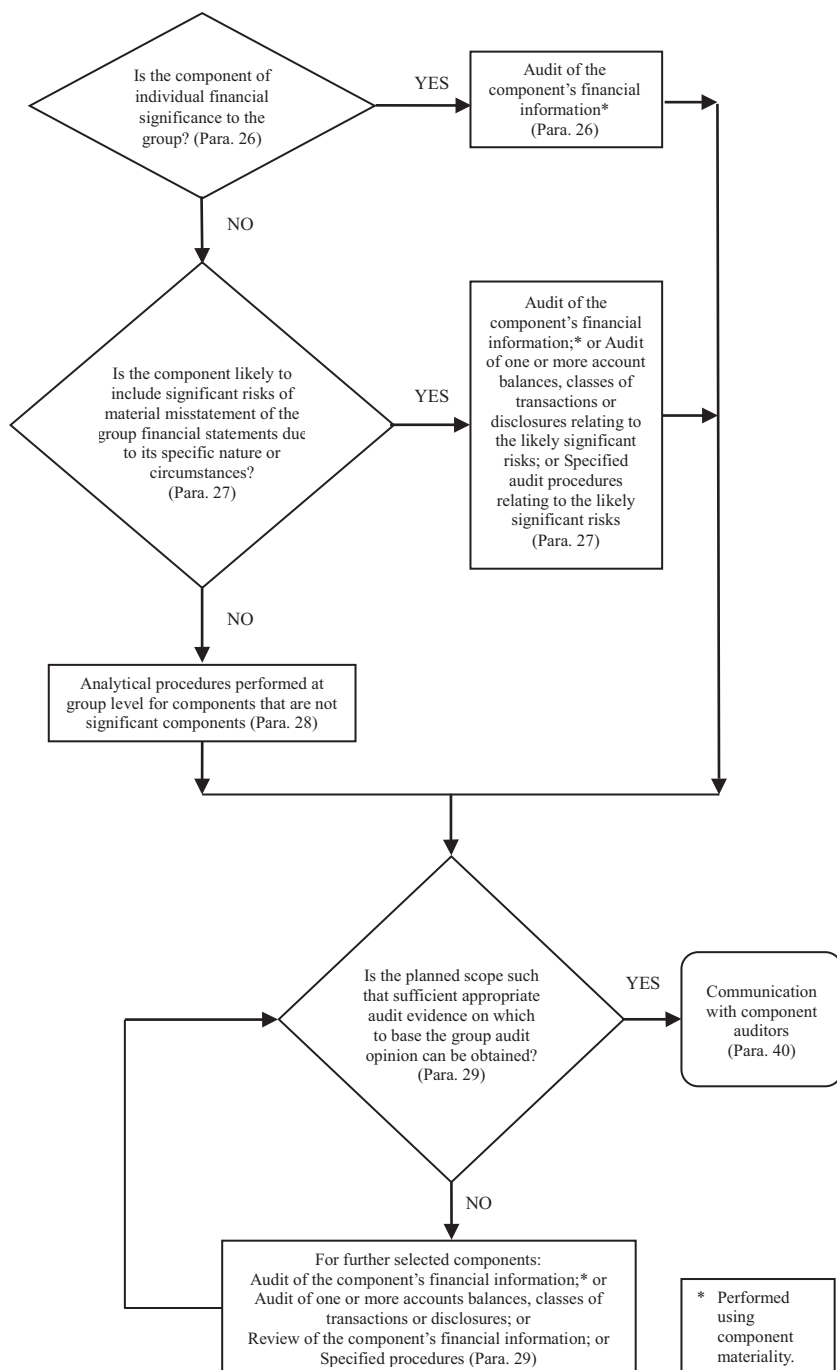 Is the component of
individual financial
significance to the
group? (Para. 26)
YES
Audit of the
component’s financial
information*
(Para. 26)
NO
Is the component likely to
include significant risks of
material misstatement of the
group financial statements due
to its specific nature or
circumstances?
(Para. 27)
YES
Audit of the
component’s financial
information;* or Audit
of one or more account
balances, classes of
transactions or
disclosures relating to
the likely significant
risks; or Specified
audit procedures
relating to the likely
significant risks
(Para. 27)
NO
Analytical procedures performed at
group level for components that are not
significant components (Para. 28)
Is the planned scope such
that sufficient appropriate
audit evidence on which
to base the group audit
opinion can be obtained?
(Para. 29)
YES
Communication
with component
auditors
(Para. 40)
NO
For further selected components:
Audit of the component’s financial information;* or
Audit of one or more accounts balances, classes of
transactions or disclosures; or
Review of the component’s financial information; or
Specified procedures (Para. 29)
* Performed
using
component
materiality.